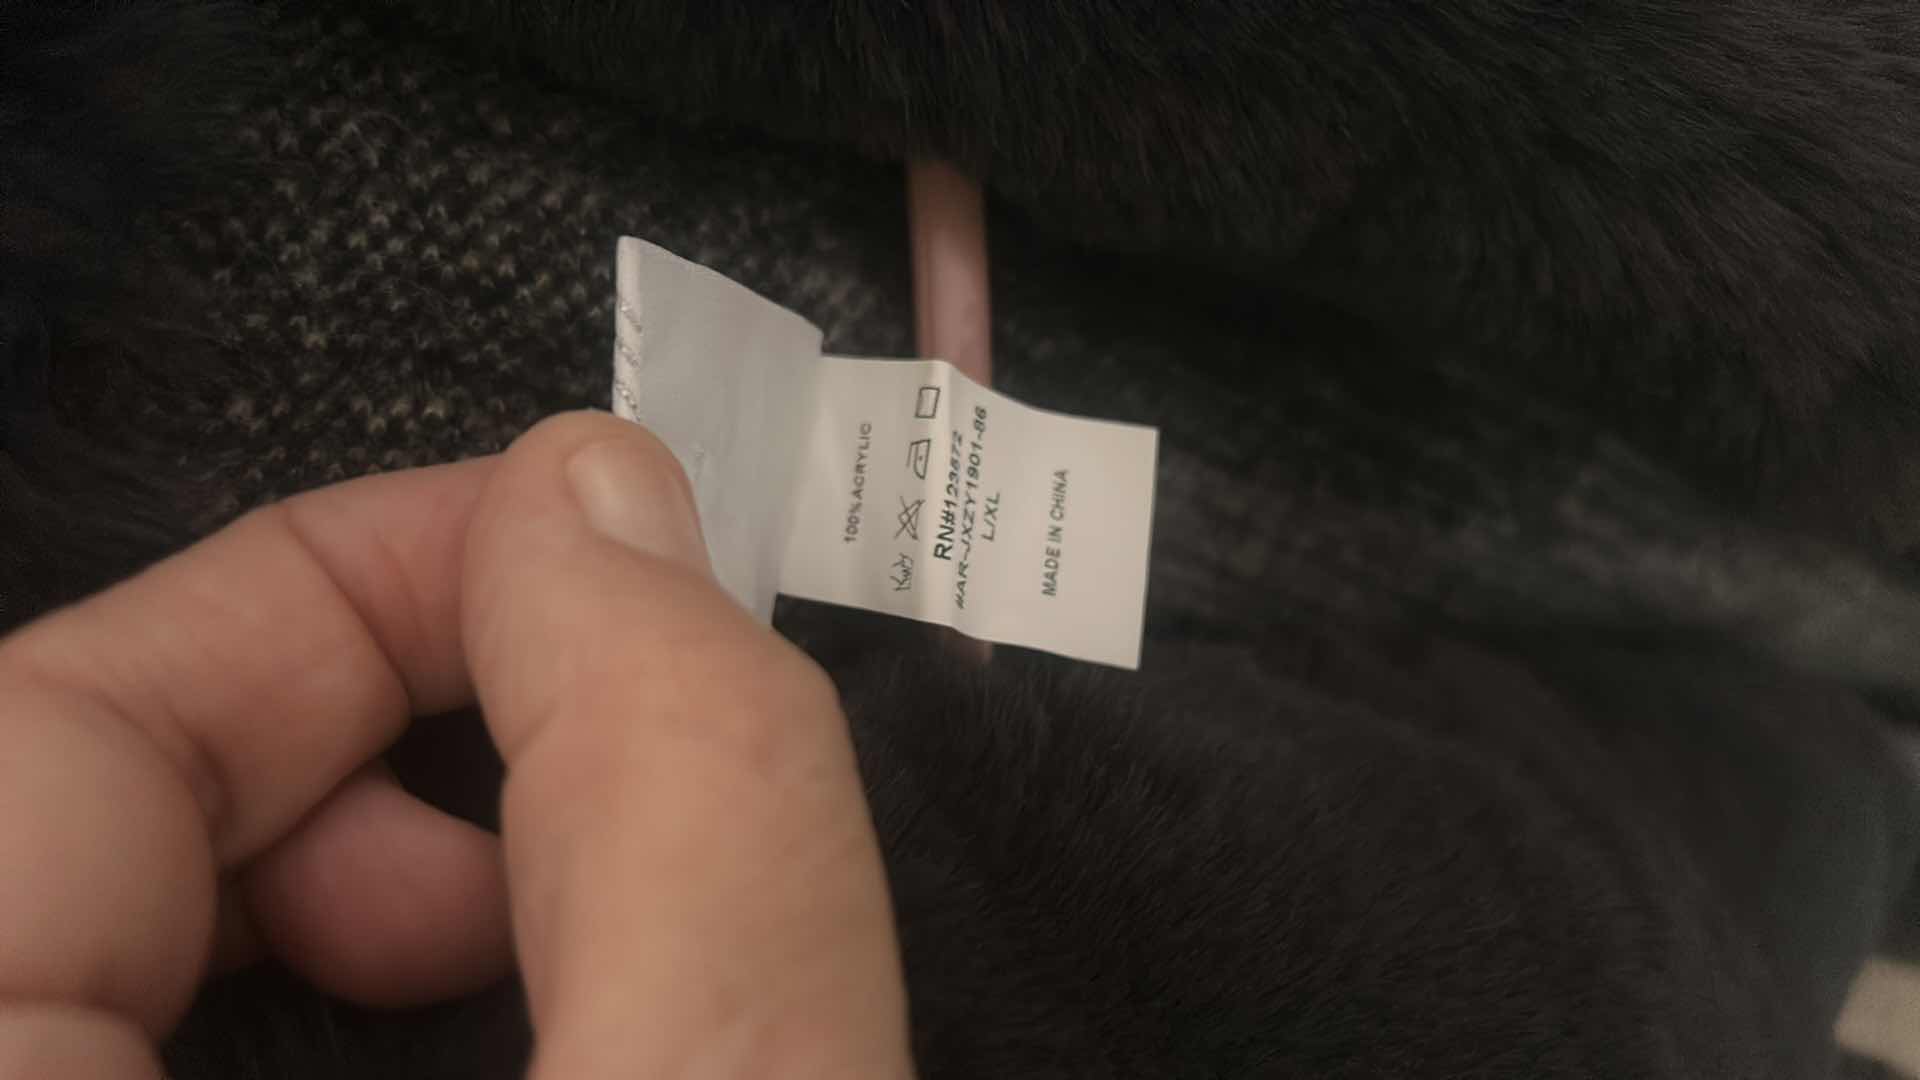 100% ACRYLIC
RN#123872
MAR-JXZY1901-86
L/XL
MADE IN CHINA